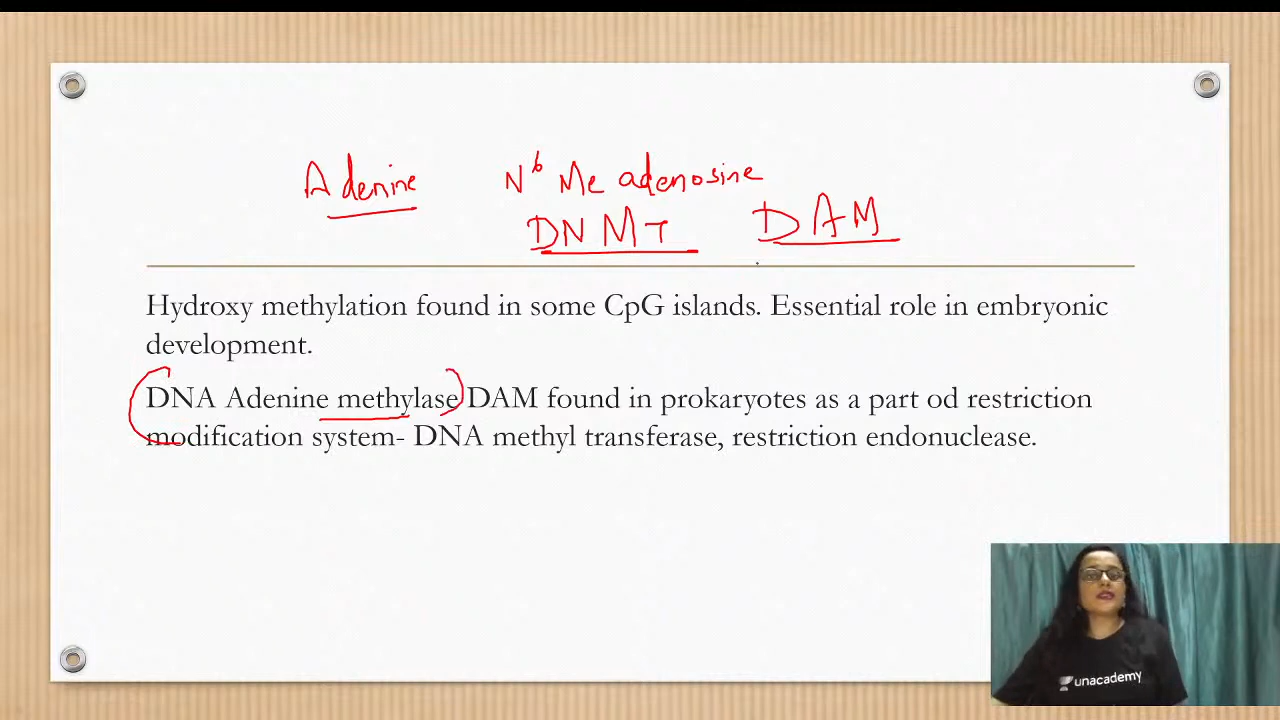 Adenine N6 Me adenosine
DNMT DAM
Hydroxy methylation found in some CpG islands. Essential role in embryonic
development.
DNA Adenine methylase DAM found in prokaryotes as a part od restriction
modification system- DNA methyl transferase, restriction endonuclease.
unacademy